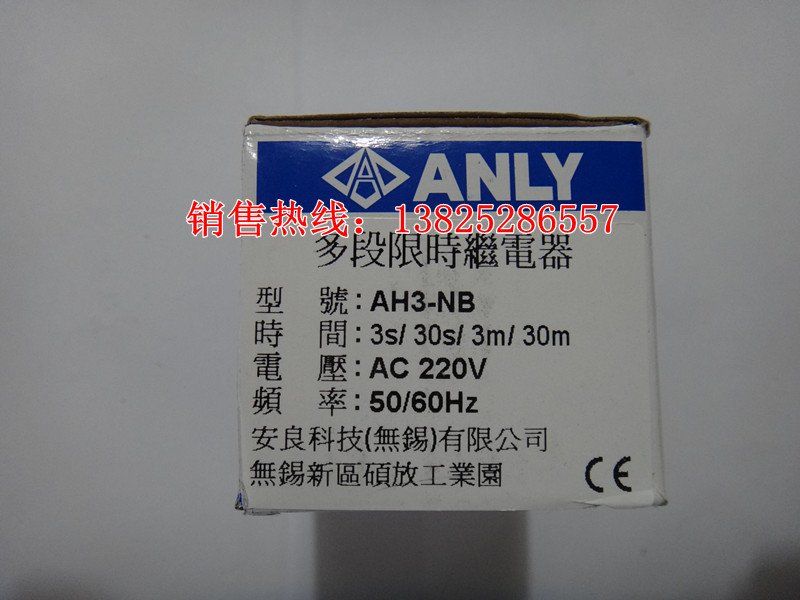 ANLY
销售热线：13825286557
多段限時繼電器
型 號：AH3-NB
時 間：3s/ 30s/ 3m/ 30m
電 壓：AC 220V
頻 率：50/60Hz
安良科技(無錫)有限公司
無錫新區碩放工業園 CE